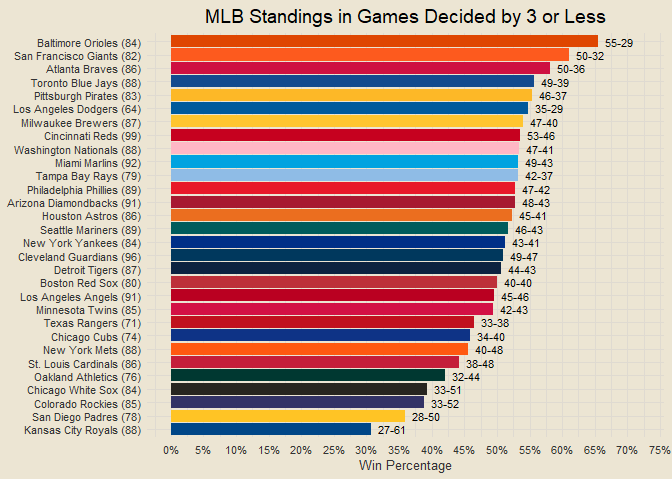 MLB Standings in Games Decided by 3 or Less
Baltimore Orioles (84) 55-29
San Francisco Giants (82) 50-32
Atlanta Braves (86) 50-36
Toronto Blue Jays (88) 49-39
Pittsburgh Pirates (83) 46-37
Los Angeles Dodgers (64) 35-29
Milwaukee Brewers (87) 47-40
Cincinnati Reds (99) 53-46
Washington Nationals (88) 47-41
Miami Marlins (92) 49-43
Tampa Bay Rays (79) 42-37
Philadelphia Phillies (89) 47-42
Arizona Diamondbacks (91) 48-43
Houston Astros (86) 45-41
Seattle Mariners (89) 46-43
New York Yankees (84) 43-41
Cleveland Guardians (96) 49-47
Detroit Tigers (87) 44-43
Boston Red Sox (80) 40-40
Los Angeles Angels (91) 45-46
Minnesota Twins (85) 42-43
Texas Rangers (71) 33-38
Chicago Cubs (74) 34-40
New York Mets (88) 40-48
St. Louis Cardinals (86) 38-48
Oakland Athletics (76) 32-44
Chicago White Sox (84) 33-51
Colorado Rockies (85) 33-52
San Diego Padres (78) 28-50
Kansas City Royals (88) 27-61
0% 5% 10% 15% 20% 25% 30% 35% 40% 45% 50% 55% 60% 65% 70% 75%
Win Percentage